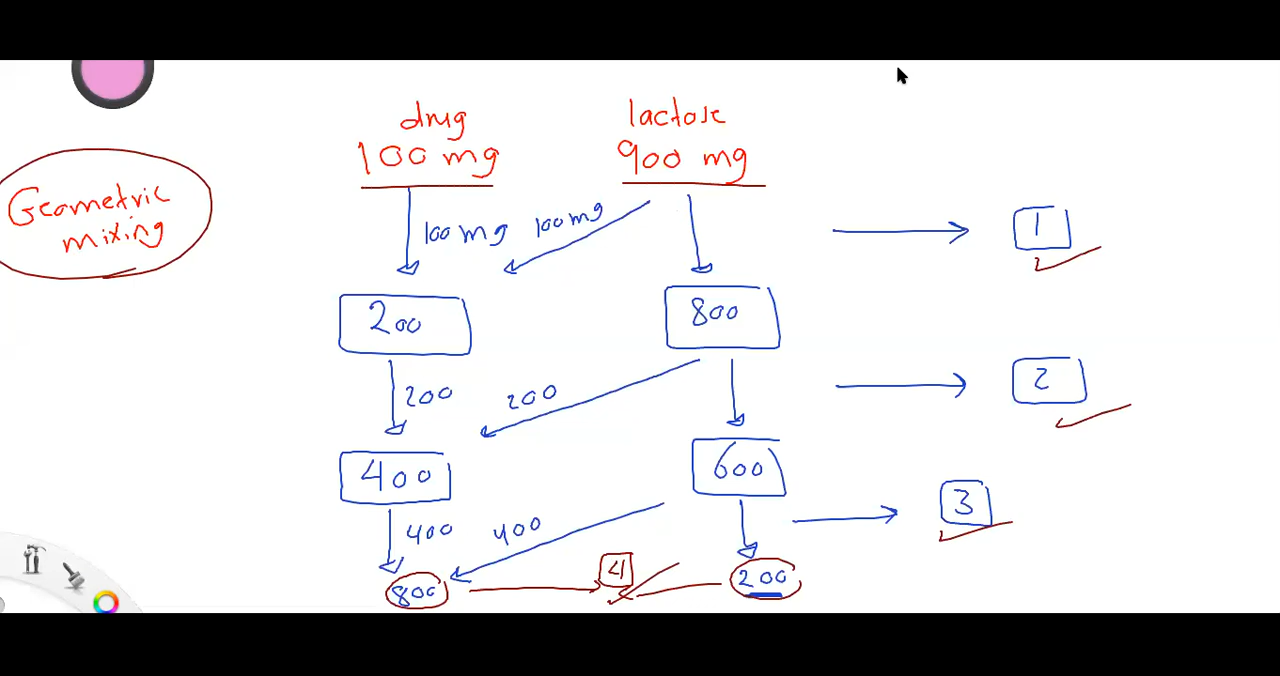 drug lactose
100 mg 900 mg
Geometric
mixing
100 mg 100 mg
1
200 800
2
200 200
400 600
3
400 400
4
800 200